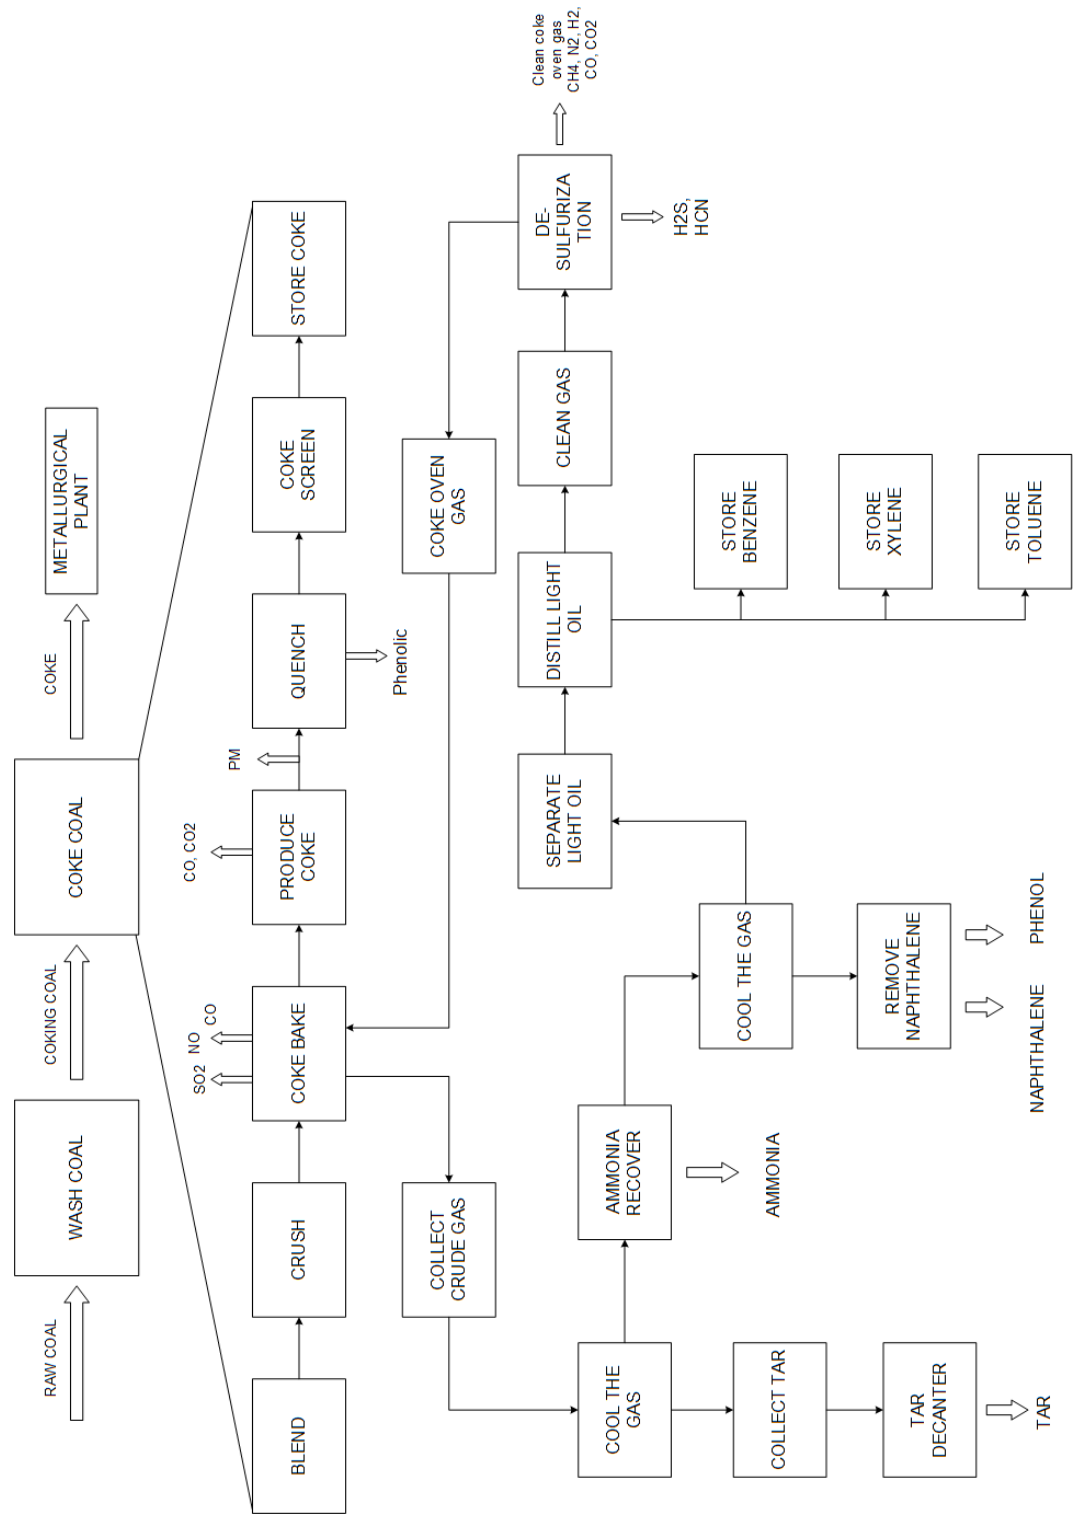 RAW COAL
WASH COAL
COKING COAL
COKE COAL
COKE
METALLURGICAL
PLANT
BLEND
CRUSH
SO2
NO
CO
COKE BAKE
CO, CO2
PRODUCE
COKE
PM
QUENCH
Phenolic
COKE
SCREEN
STORE COKE
COLLECT
CRUDE GAS
COKE OVEN
GAS
COOL THE
GAS
COLLECT TAR
TAR
DECANTER
TAR
AMMONIA
RECOVER
AMMONIA
COOL THE GAS
REMOVE
NAPHTHALENE
NAPHTHALENE
PHENOL
SEPARATE
LIGHT OIL
DISTILL LIGHT
OIL
STORE
BENZENE
STORE
XYLENE
STORE
TOLUENE
CLEAN GAS
DE-
SULFURIZA
TION
H2S,
HCN
Clean coke
oven gas
CH4, N2, H2,
CO, CO2